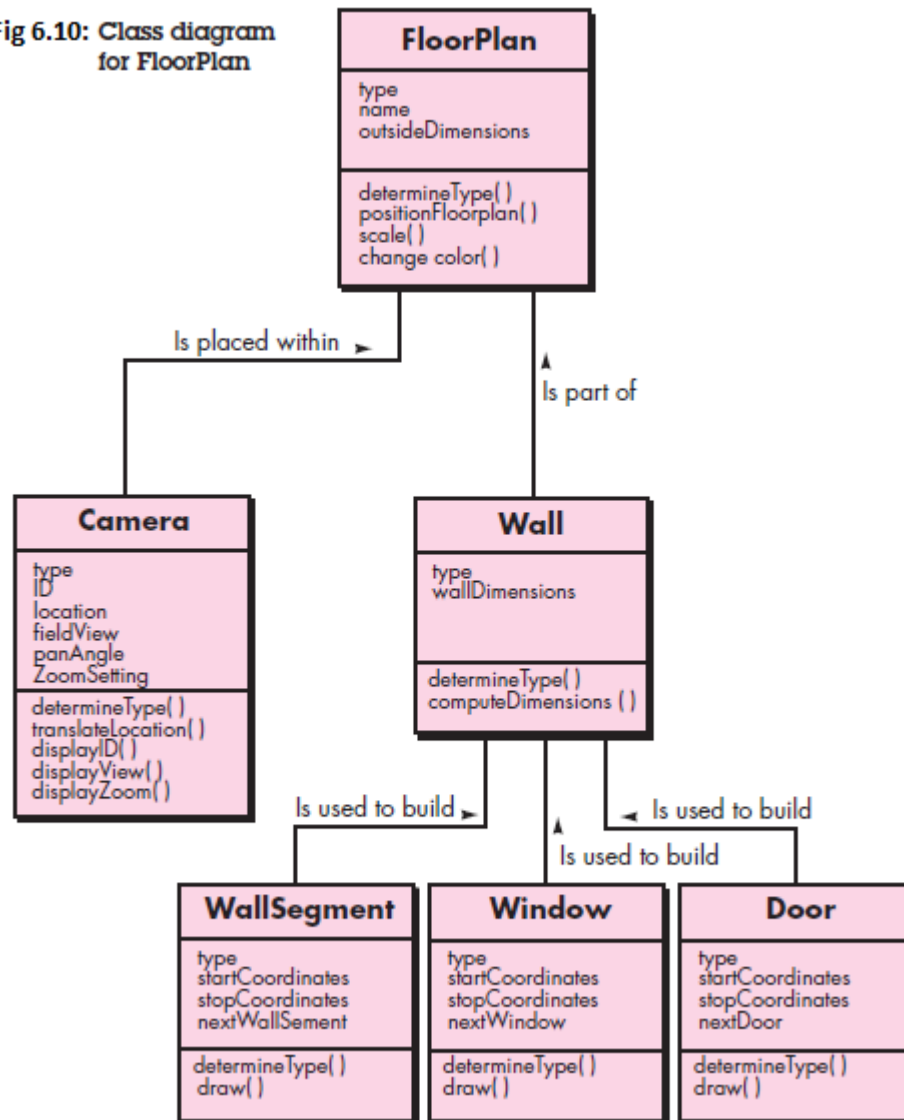 Fig 6.10: Class diagram
for FloorPlan
FloorPlan
type
name
outsideDimensions
determineType( )
positionFloorplan( )
scale( )
change color( )
Is placed within
Is part of
Camera
type
ID
location
fieldView
panAngle
ZoomSetting
determineType( )
translateLocation( )
displayID( )
displayView( )
displayZoom( )
Wall
type
wallDimensions
determineType( )
computeDimensions ( )
Is used to build
Is used to build
Is used to build
WallSegment
type
startCoordinates
stopCoordinates
nextWallSement
determineType( )
draw( )
Window
type
startCoordinates
stopCoordinates
nextWindow
determineType( )
draw( )
Door
type
startCoordinates
stopCoordinates
nextDoor
determineType( )
draw( )